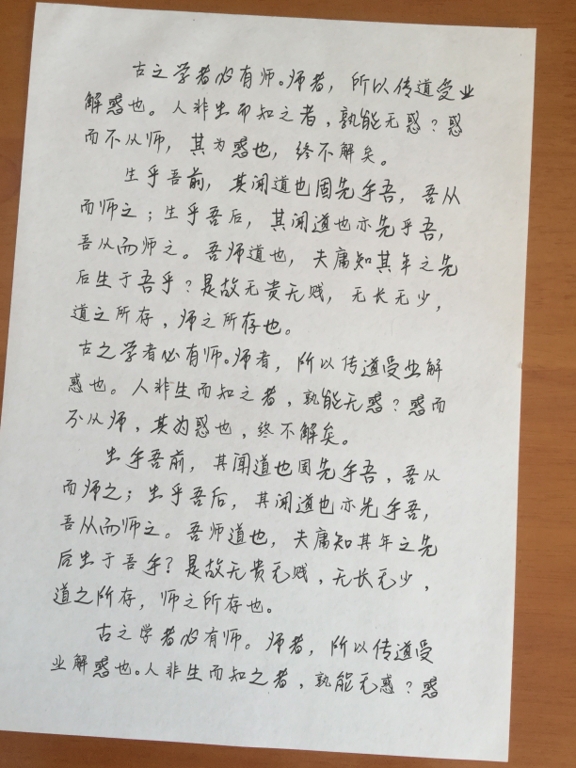 古之学者必有师。师者，所以传道受业
解惑也。人非生而知之者，孰能无惑？惑
而不从师，其为惑也，终不解矣。
生乎吾前，其闻道也固先乎吾，吾从
而师之；生乎吾后，其闻道也亦先乎吾，
吾从而师之。吾师道也，夫庸知其年之先
后生于吾乎？是故无贵无贱，无长无少，
道之所存，师之所存也。
古之学者必有师。师者，所以传道受业解
惑也。人非生而知之者，孰能无惑？惑而
不从师，其为惑也，终不解矣。
生乎吾前，其闻道也固先乎吾，吾从
而师之；生乎吾后，其闻道也亦先乎吾，
吾从而师之。吾师道也，夫庸知其年之先
后生于吾乎？是故无贵无贱，无长无少，
道之所存，师之所存也。
古之学者必有师。师者，所以传道受
业解惑也。人非生而知之者，孰能无惑？惑